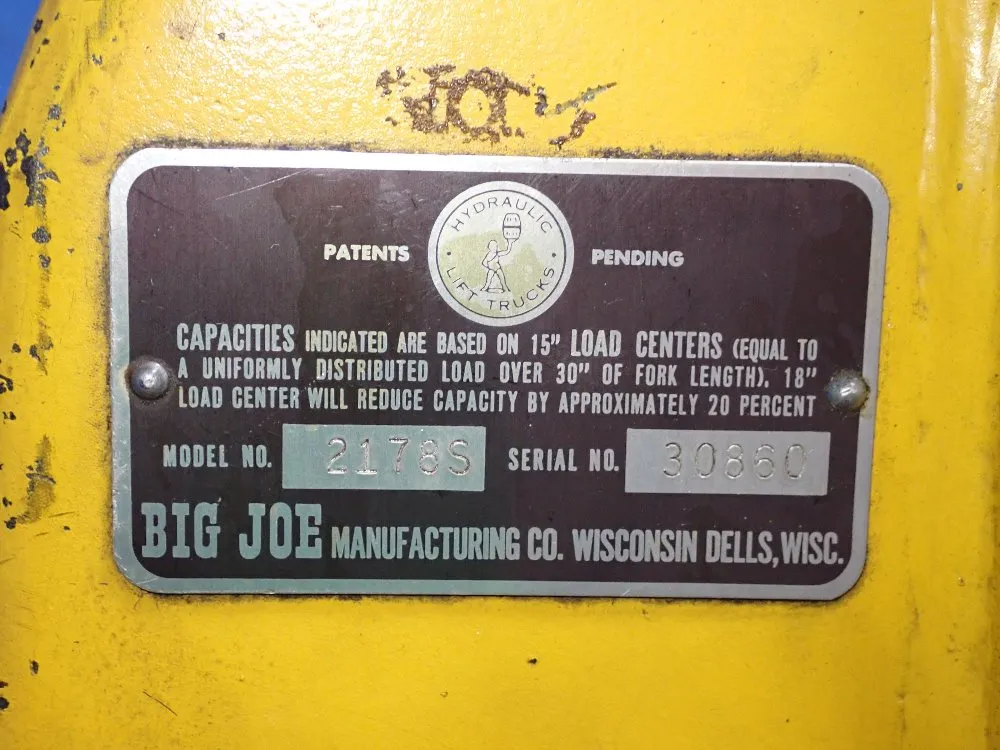 HYDRAULIC
PATENTS PENDING
LIFT TRUCKS
CAPACITIES INDICATED ARE BASED ON 15" LOAD CENTERS (EQUAL TO
A UNIFORMLY DISTRIBUTED LOAD OVER 30" OF FORK LENGTH). 18"
LOAD CENTER WILL REDUCE CAPACITY BY APPROXIMATELY 20 PERCENT
MODEL NO. 2178S SERIAL NO. 30860
BIG JOE MANUFACTURING CO. WISCONSIN DELLS, WISC.